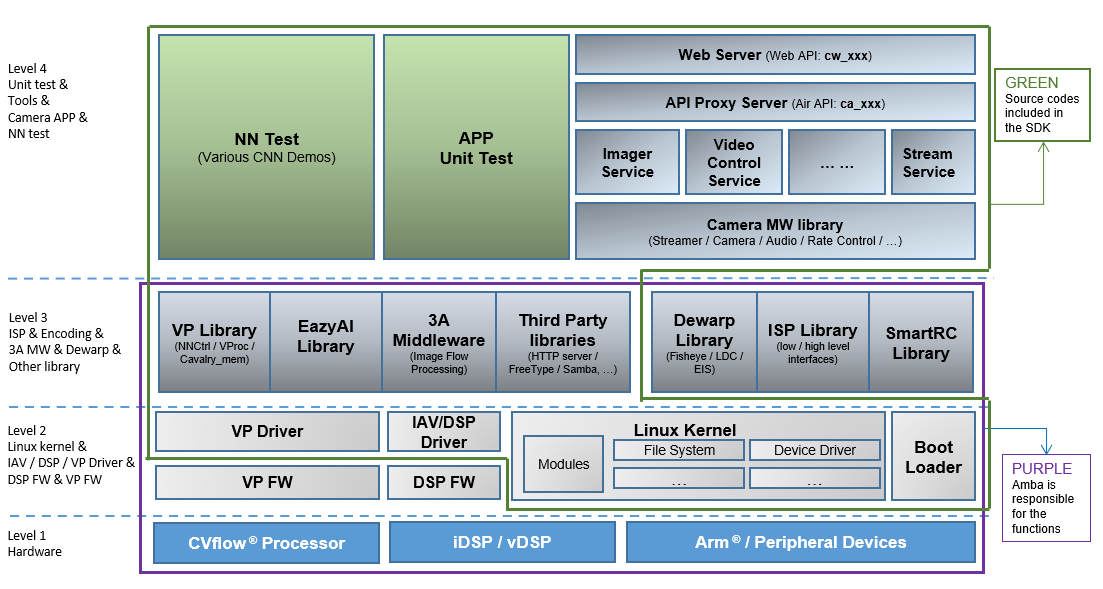 Level 4
Unit test &
Tools &
Camera APP &
NN test
NN Test
(Various CNN Demos)
APP
Unit Test
Web Server (Web API: cw_xxx)
API Proxy Server (Air API: ca_xxx)
Imager
Service
Video
Control
Service
... ...
Stream
Service
Camera MW library
(Streamer / Camera / Audio / Rate Control / ...)
GREEN
Source codes
included in
the SDK
Level 3
ISP & Encoding &
3A MW & Dewarp &
Other library
VP Library
(NNCtrl / VProc /
Cavalry_mem)
EazyAI
Library
3A
Middleware
(Image Flow
Processing)
Third Party
libraries
(HTTP server /
FreeType / Samba, ...)
Dewarp
Library
(Fisheye / LDC /
EIS)
ISP Library
(low / high level
interfaces)
SmartRC
Library
Level 2
Linux kernel &
IAV / DSP / VP Driver &
DSP FW & VP FW
VP Driver
IAV/DSP
Driver
VP FW
DSP FW
Linux Kernel
Modules
File System
Device Driver
...
...
Boot
Loader
PURPLE
Amba is
responsible
for the
functions
Level 1
Hardware
CVflow® Processor
iDSP / vDSP
Arm® / Peripheral Devices